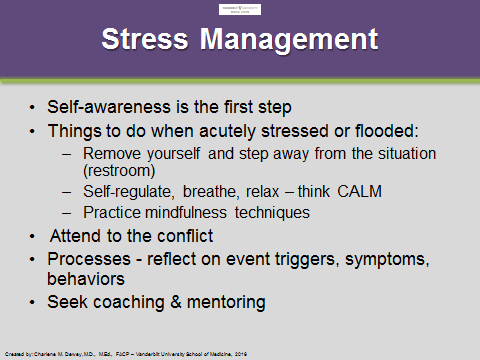 VANDERBILT UNIVERSITY
Stress Management
• Self-awareness is the first step
• Things to do when acutely stressed or flooded:
– Remove yourself and step away from the situation
(restroom)
– Self-regulate, breathe, relax – think CALM
– Practice mindfulness techniques
• Attend to the conflict
• Processes - reflect on event triggers, symptoms,
behaviors
• Seek coaching & mentoring
Created by: Charlene M. Dewey, M.D., M.Ed., FACP – Vanderbilt University School of Medicine, 2016